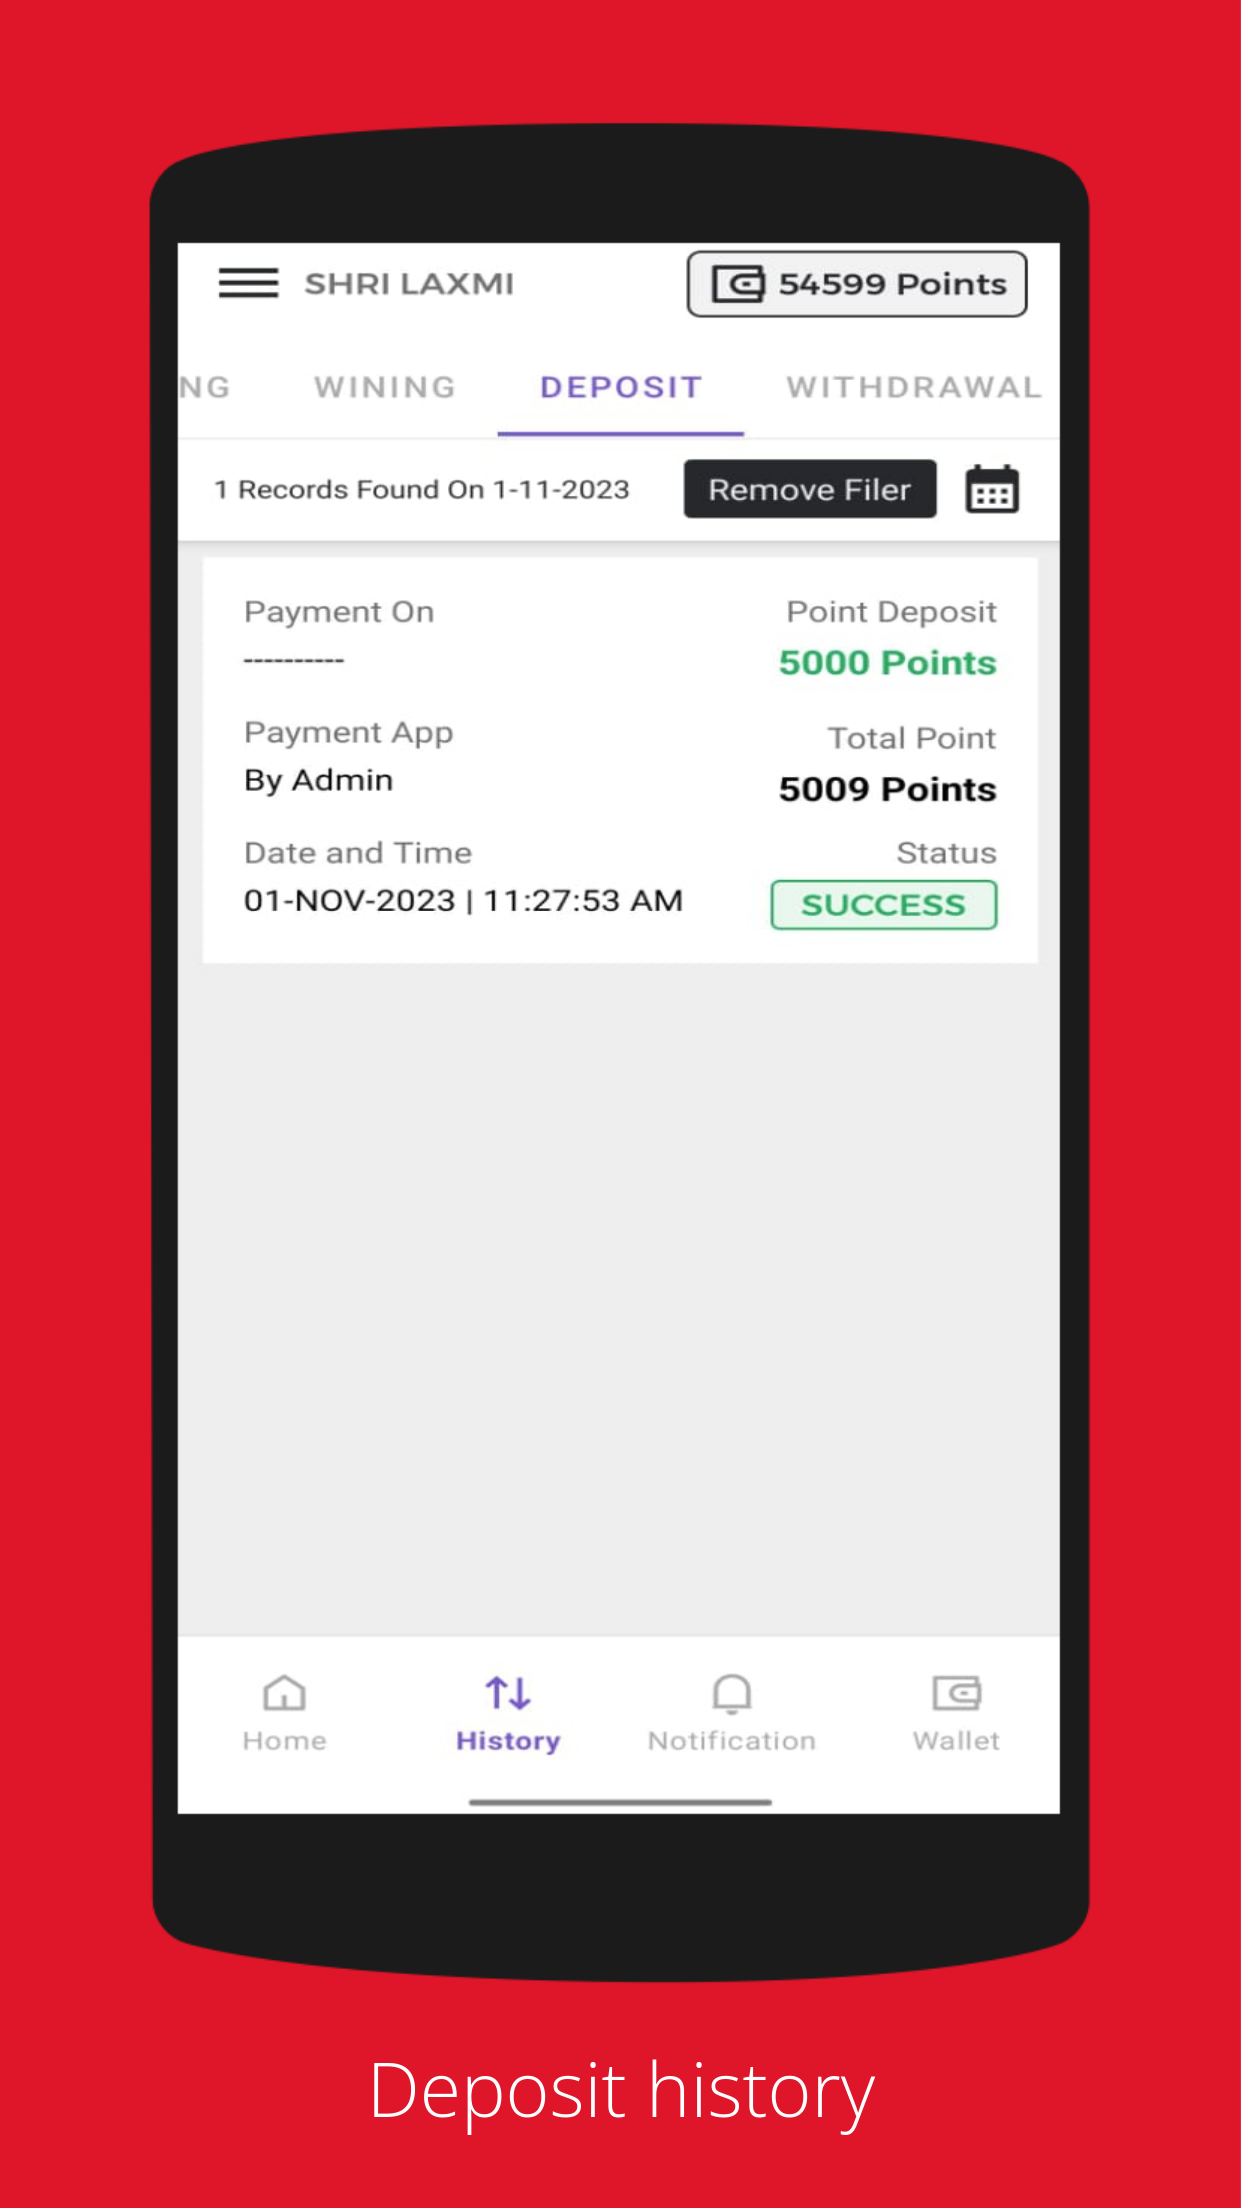 SHRI LAXMI
54599 Points
NG
WINING
DEPOSIT
WITHDRAWAL
1 Records Found On 1-11-2023
Remove Filer
Payment On
Point Deposit
----------
5000 Points
Payment App
Total Point
By Admin
5009 Points
Date and Time
Status
01-NOV-2023 | 11:27:53 AM
SUCCESS
Home
History
Notification
Wallet
Deposit history